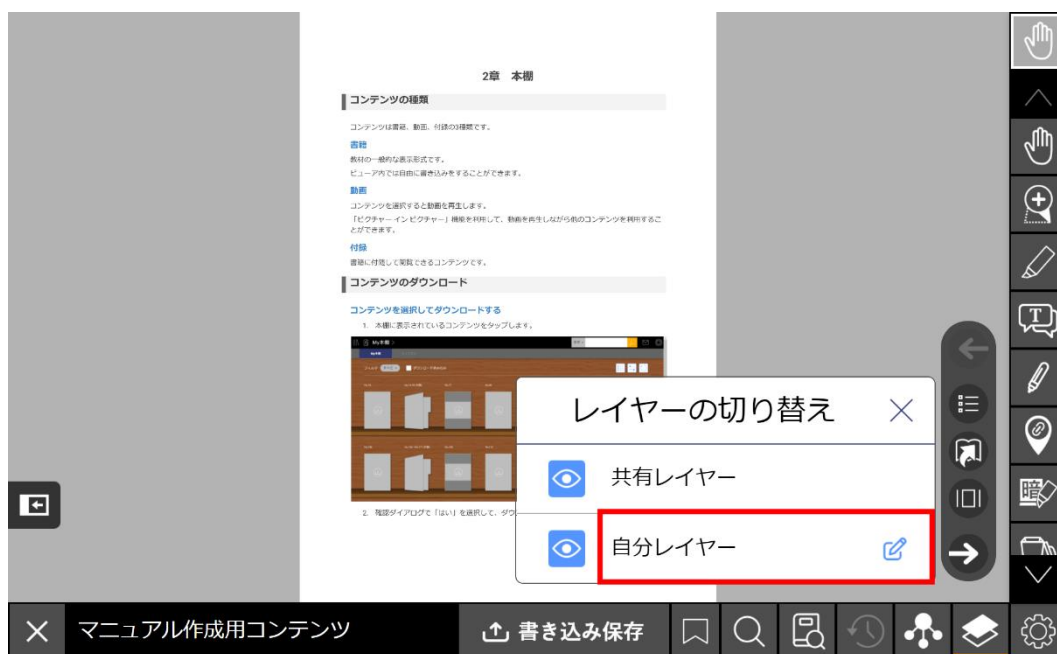 2章 本棚
コンテンツの種類
コンテンツは書籍、動画、付録の3種類です。
書籍
教材の一般的な表示形式です。
ビューア内では自由に書き込みをすることができます。
動画
コンテンツを選択すると動画を再生します。
「ピクチャー イン ピクチャー」機能を利用して、動画を再生しながら他のコンテンツを利用するこ
とができます。
付録
書籍に付随して閲覧できるコンテンツです。
コンテンツのダウンロード
コンテンツを選択してダウンロードする
1. 本棚に表示されているコンテンツをタップします。
My本棚
レイヤーの切り替え
共有レイヤー
自分レイヤー
2. 確認ダイアログで「はい」を選択して、ダウ
T
暗
マニュアル作成用コンテンツ
書き込み保存